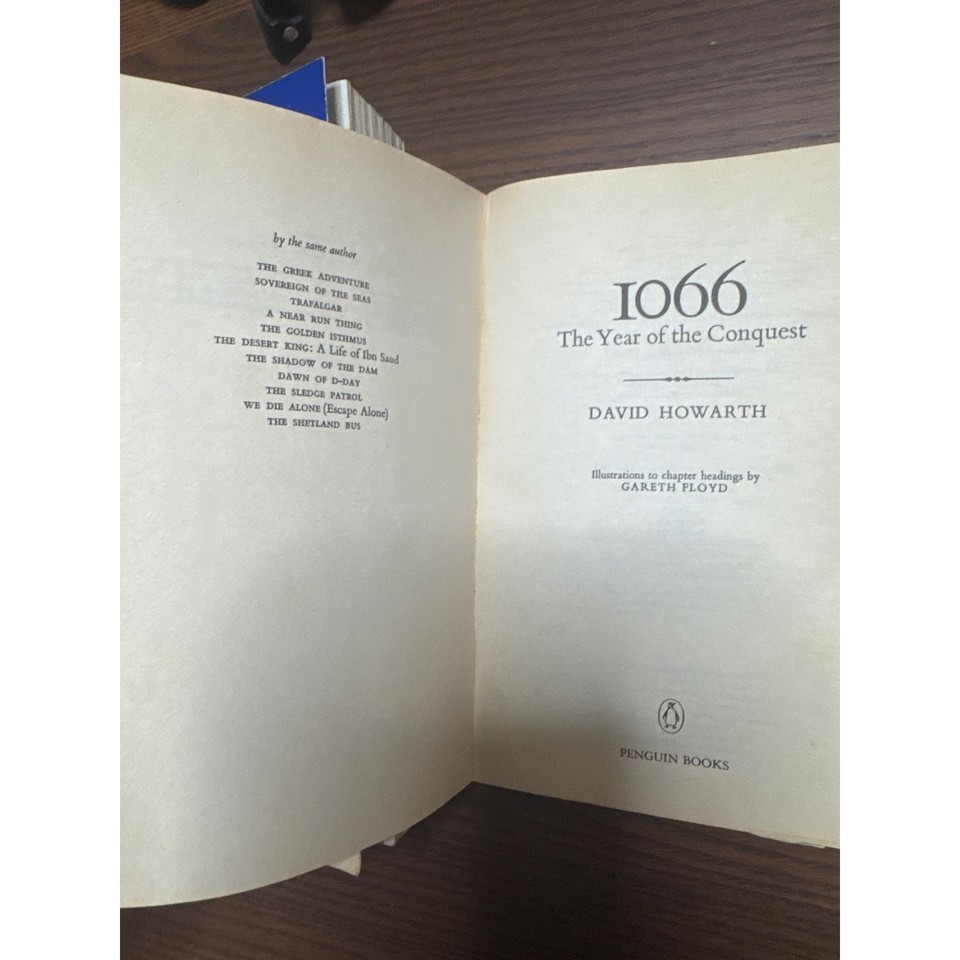 by the same author
THE GREEK ADVENTURE
SOVEREIGN OF THE SEAS
TRAFALGAR
A NEAR RUN THING
THE GOLDEN ISTHMUS
THE DESERT KING: A Life of Ibn Saud
THE SHADOW OF THE DAM
DAWN OF D-DAY
THE SLEDGE PATROL
WE DIE ALONE (Escape Alone)
THE SHETLAND BUS
1066
The Year of the Conquest
DAVID HOWARTH
Illustrations to chapter headings by
GARETH FLOYD
PENGUIN BOOKS